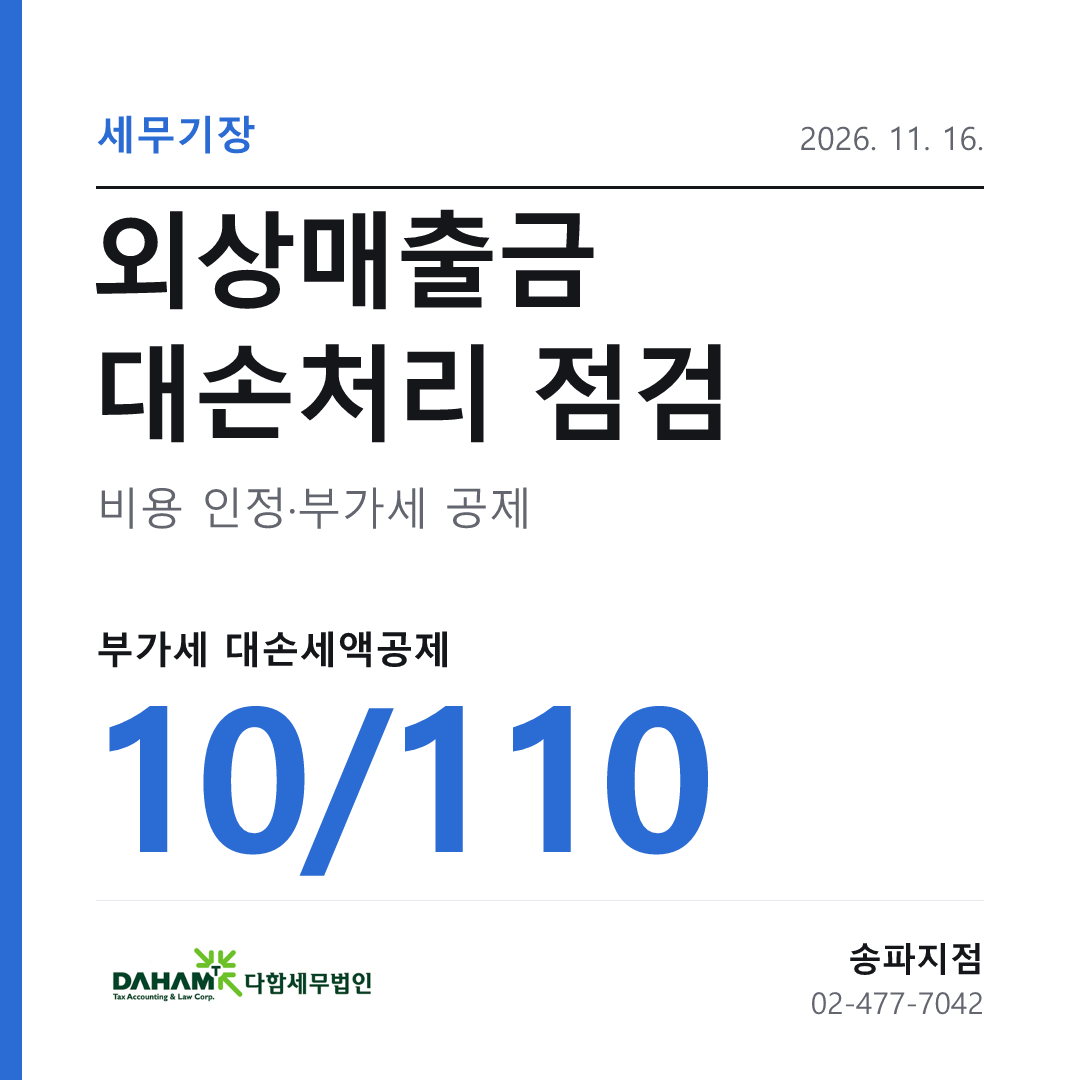 세무기장
2026. 11. 16.
외상매출금
대손처리 점검
비용 인정·부가세 공제
부가세 대손세액공제
10/110
DAHAM T 다함세무법인
Tax Accounting & Law Corp.
송파지점
02-477-7042